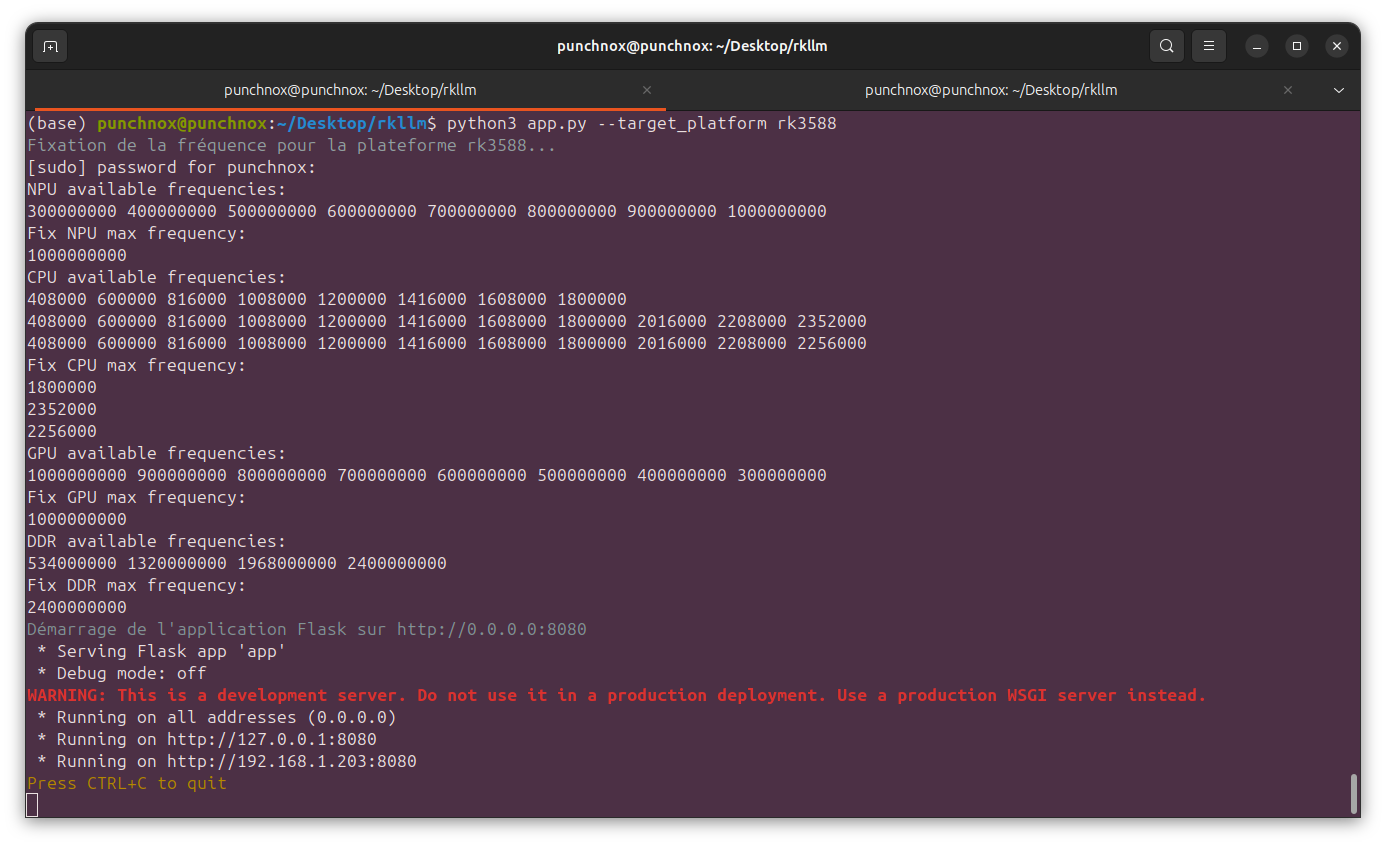 punchnox@punchnox: ~/Desktop/rkllm
punchnox@punchnox: ~/Desktop/rkllm
punchnox@punchnox: ~/Desktop/rkllm
(base) punchnox@punchnox:~/Desktop/rkllm$ python3 app.py --target_platform rk3588
Fixation de la fréquence pour la plateforme rk3588...
[sudo] password for punchnox:
NPU available frequencies:
300000000 400000000 500000000 600000000 700000000 800000000 900000000 1000000000
Fix NPU max frequency:
1000000000
CPU available frequencies:
408000 600000 816000 1008000 1200000 1416000 1608000 1800000
408000 600000 816000 1008000 1200000 1416000 1608000 1800000 2016000 2208000 2352000
408000 600000 816000 1008000 1200000 1416000 1608000 1800000 2016000 2208000 2256000
Fix CPU max frequency:
1800000
2352000
2256000
GPU available frequencies:
1000000000 900000000 800000000 700000000 600000000 500000000 400000000 300000000
Fix GPU max frequency:
1000000000
DDR available frequencies:
534000000 1320000000 1968000000 2400000000
Fix DDR max frequency:
2400000000
Démarrage de l'application Flask sur http://0.0.0.0:8080
 * Serving Flask app 'app'
 * Debug mode: off
WARNING: This is a development server. Do not use it in a production deployment. Use a production WSGI server instead.
 * Running on all addresses (0.0.0.0)
 * Running on http://127.0.0.1:8080
 * Running on http://192.168.1.203:8080
Press CTRL+C to quit